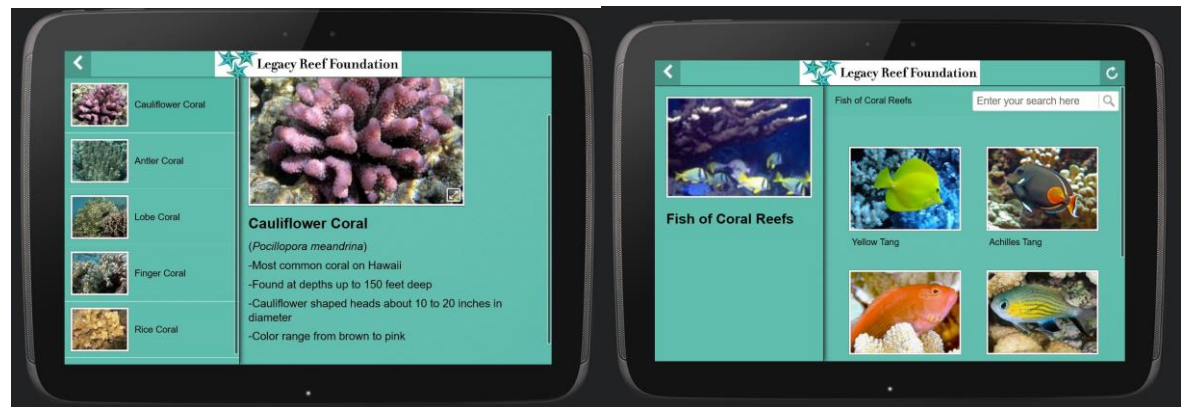 Legacy Reef Foundation
Cauliflower Coral
Antler Coral
Lobe Coral
Finger Coral
Rice Coral
Cauliflower Coral
(Pocillopora meandrina)
-Most common coral on Hawaii
-Found at depths up to 150 feet deep
-Cauliflower shaped heads about 10 to 20 inches in
diameter
-Color range from brown to pink
Legacy Reef Foundation
Fish of Coral Reefs
Fish of Coral Reefs
Enter your search here
Yellow Tang
Achilles Tang